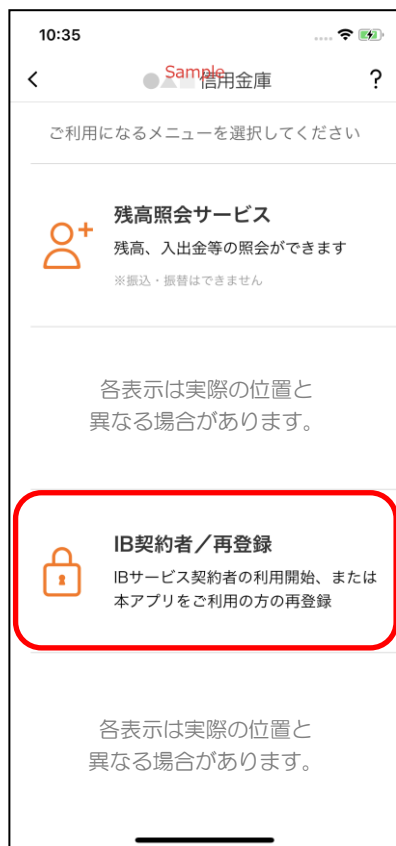 10:35
Sample
●▲■信用金庫
?
ご利用になるメニューを選択してください
残高照会サービス
残高、入出金等の照会ができます
※振込・振替はできません
各表示は実際の位置と
異なる場合があります。
IB契約者／再登録
IBサービス契約者の利用開始、または
本アプリをご利用の方の再登録
各表示は実際の位置と
異なる場合があります。